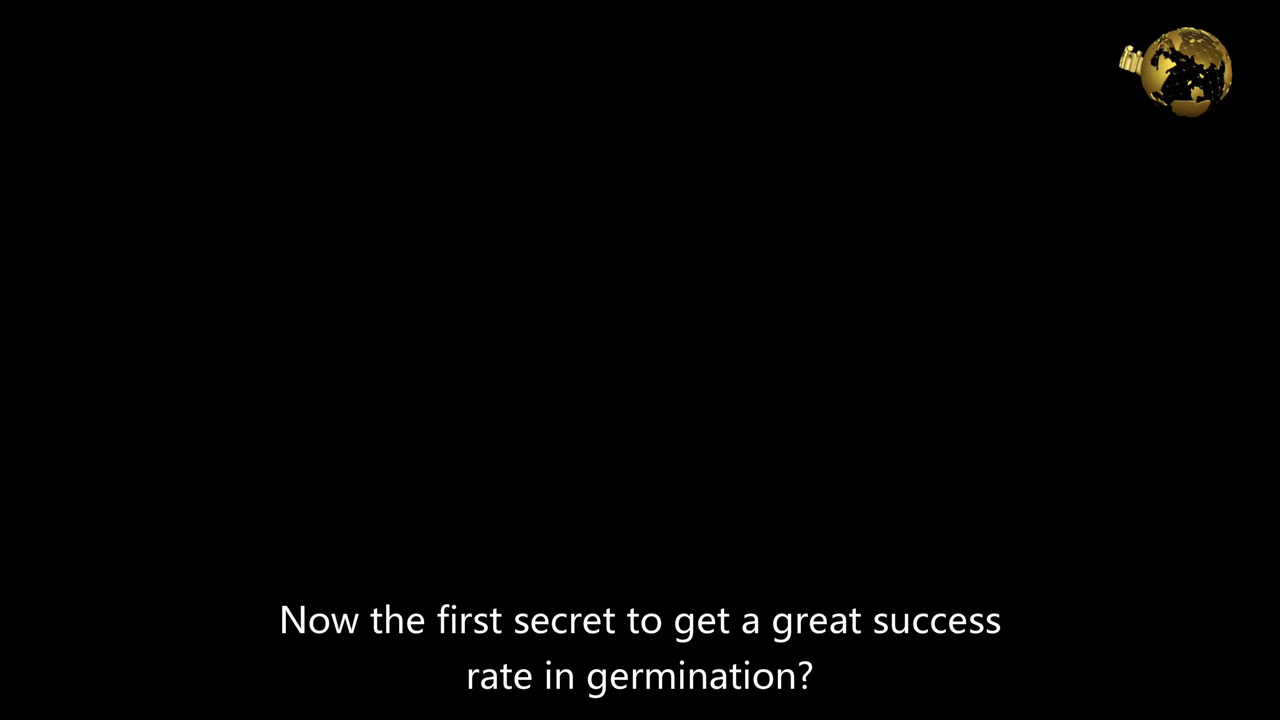 Now the first secret to get a great success
rate in germination?